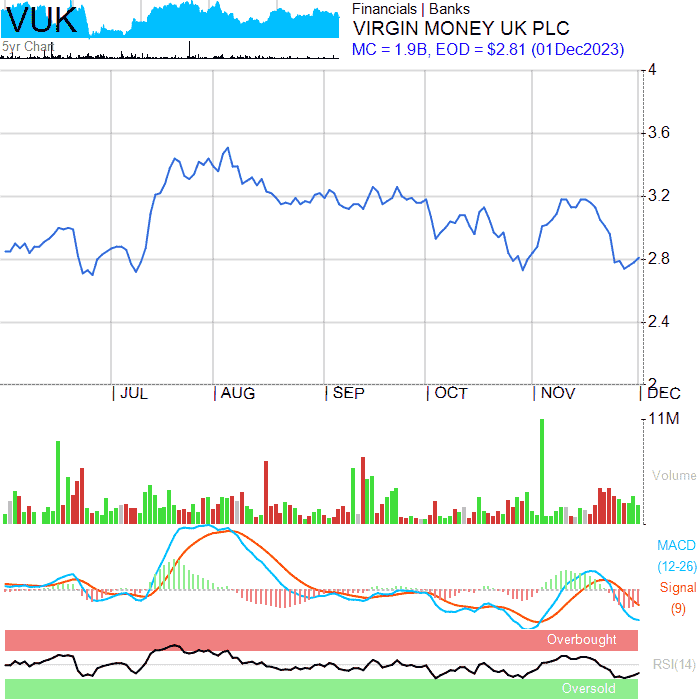 VUK
5yr Chart
Financials | Banks
VIRGIN MONEY UK PLC
MC = 1.9B, EOD = $2.81 (01Dec2023)
4
3.6
3.2
2.8
2.4
2
JUL AUG SEP OCT NOV DEC
11M
Volume
MACD
(12-26)
Signal
(9)
Overbought
RSI(14)
Oversold